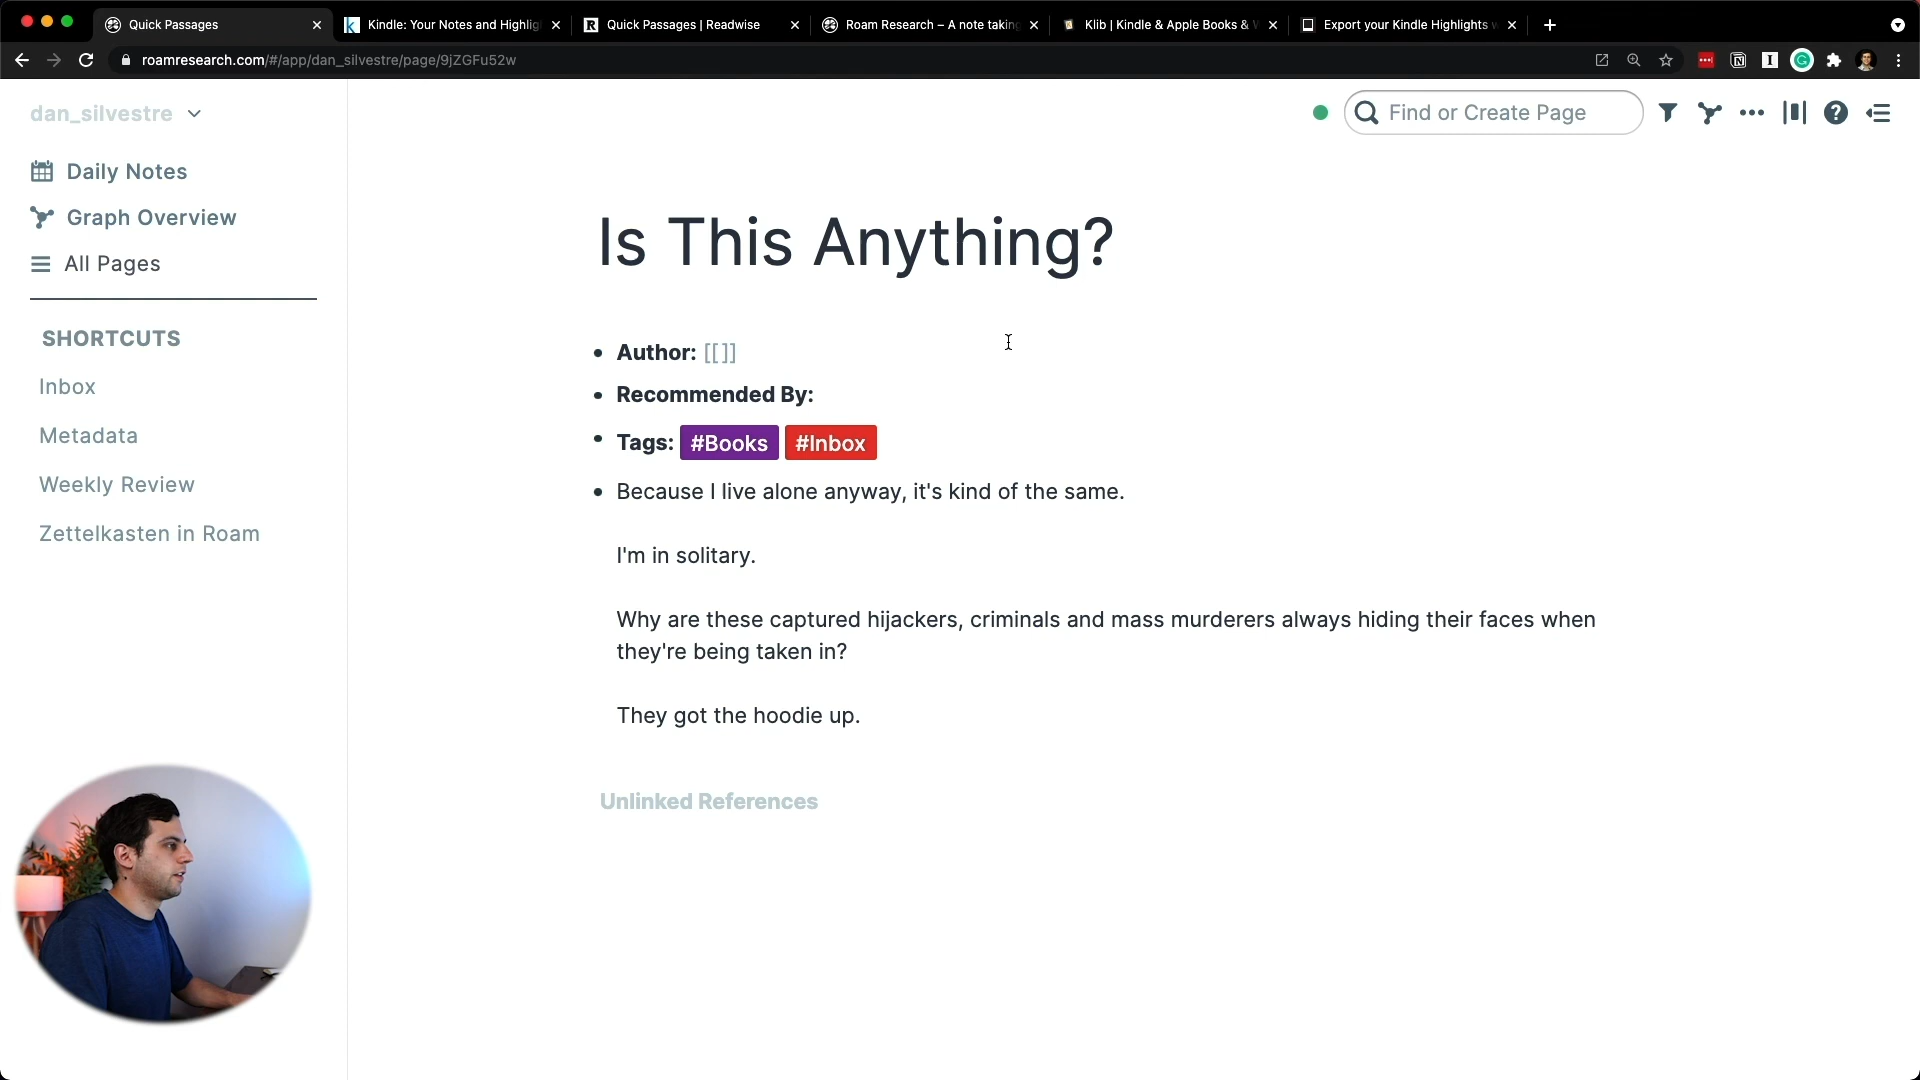 Quick Passages
Kindle: Your Notes and Highlig
Quick Passages | Readwise
Roam Research – A note taking
Klib | Kindle & Apple Books & W
Export your Kindle Highlights w
roamresearch.com/#/app/dan_silvestre/page/9jZGFu52w
dan_silvestre
Find or Create Page
Daily Notes
Graph Overview
All Pages
SHORTCUTS
Inbox
Metadata
Weekly Review
Zettelkasten in Roam
Is This Anything?
Author: [[]]
Recommended By:
Tags: #Books #Inbox
Because I live alone anyway, it's kind of the same.
I'm in solitary.
Why are these captured hijackers, criminals and mass murderers always hiding their faces when
they're being taken in?
They got the hoodie up.
Unlinked References